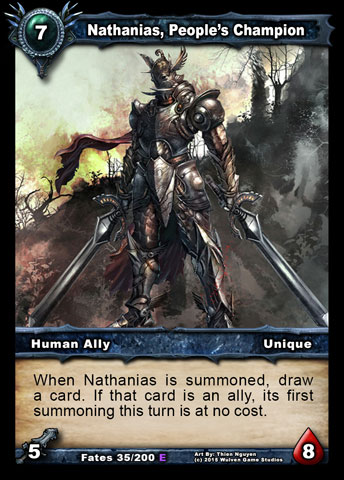 7
Nathanias, People's Champion
Human Ally
Unique
When Nathanias is summoned, draw
a card. If that card is an ally, its first
summoning this turn is at no cost.
5
Fates 35/200 E
Art By: Thien Nguyen
(c) 2015 Wulven Game Studios
8